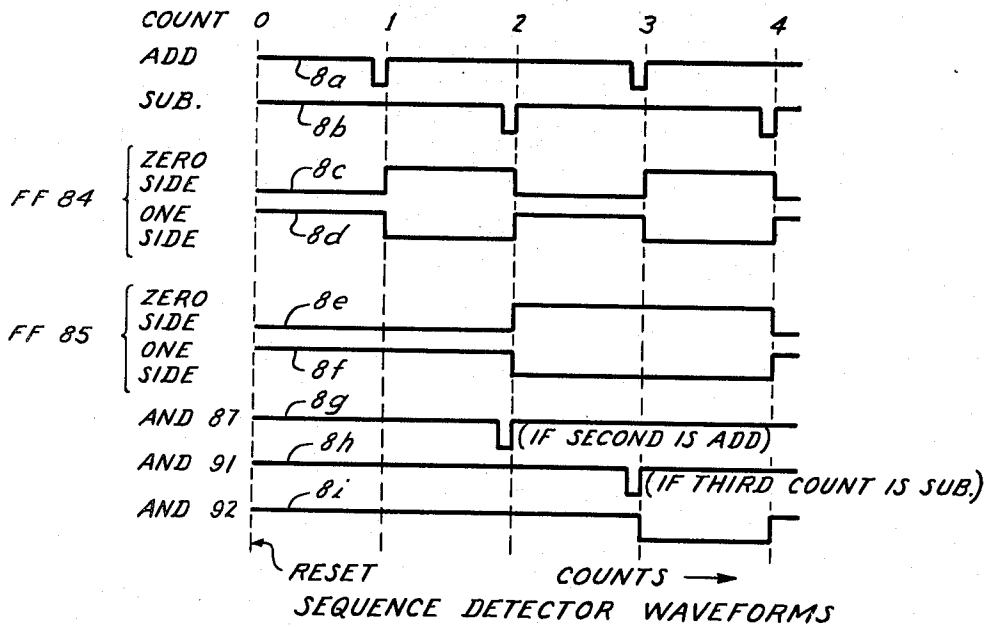 COUNT 0 1 2 3 4
ADD 8a
SUB. 8b
ZERO SIDE 8c
FF 84
ONE SIDE 8d
ZERO SIDE 8e
FF 85
ONE SIDE 8f
AND 87 8g (IF SECOND IS ADD)
AND 91 8h (IF THIRD COUNT IS SUB.)
AND 92 8i
RESET COUNTS →
SEQUENCE DETECTOR WAVEFORMS